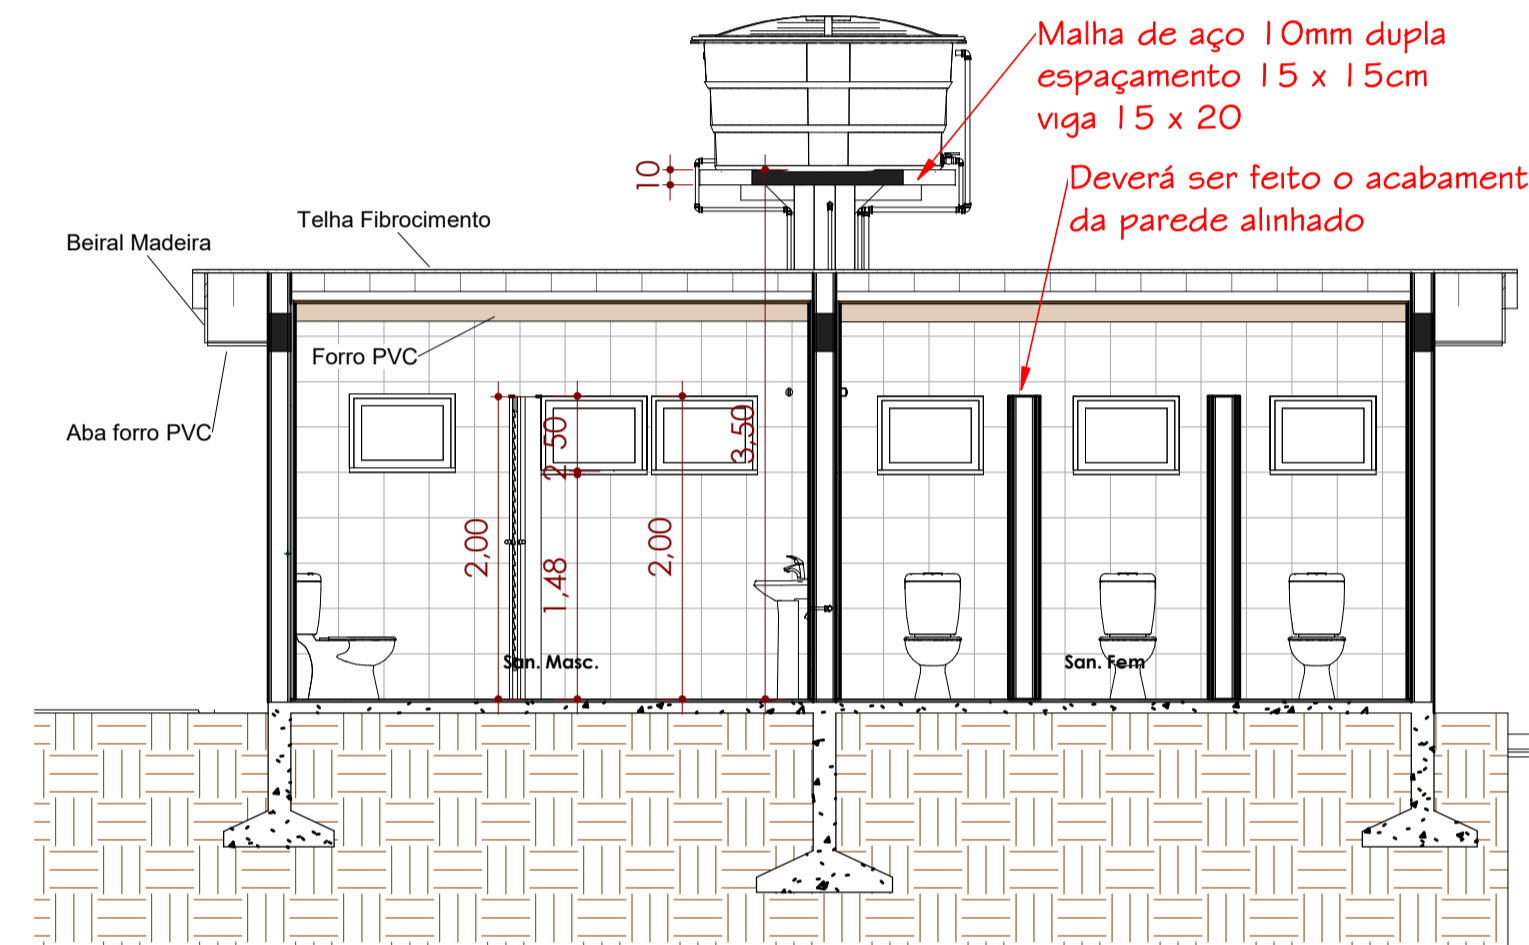 Malha de aço 10mm dupla
espaçamento 15 x 15cm
viga 15 x 20
Deverá ser feito o acabament
da parede alinhado
10
Telha Fibrocimento
Beiral Madeira
Forro PVC
Aba forro PVC
2,00
2
50
1,48
2,00
3,50
San. Masc.
San. Fem